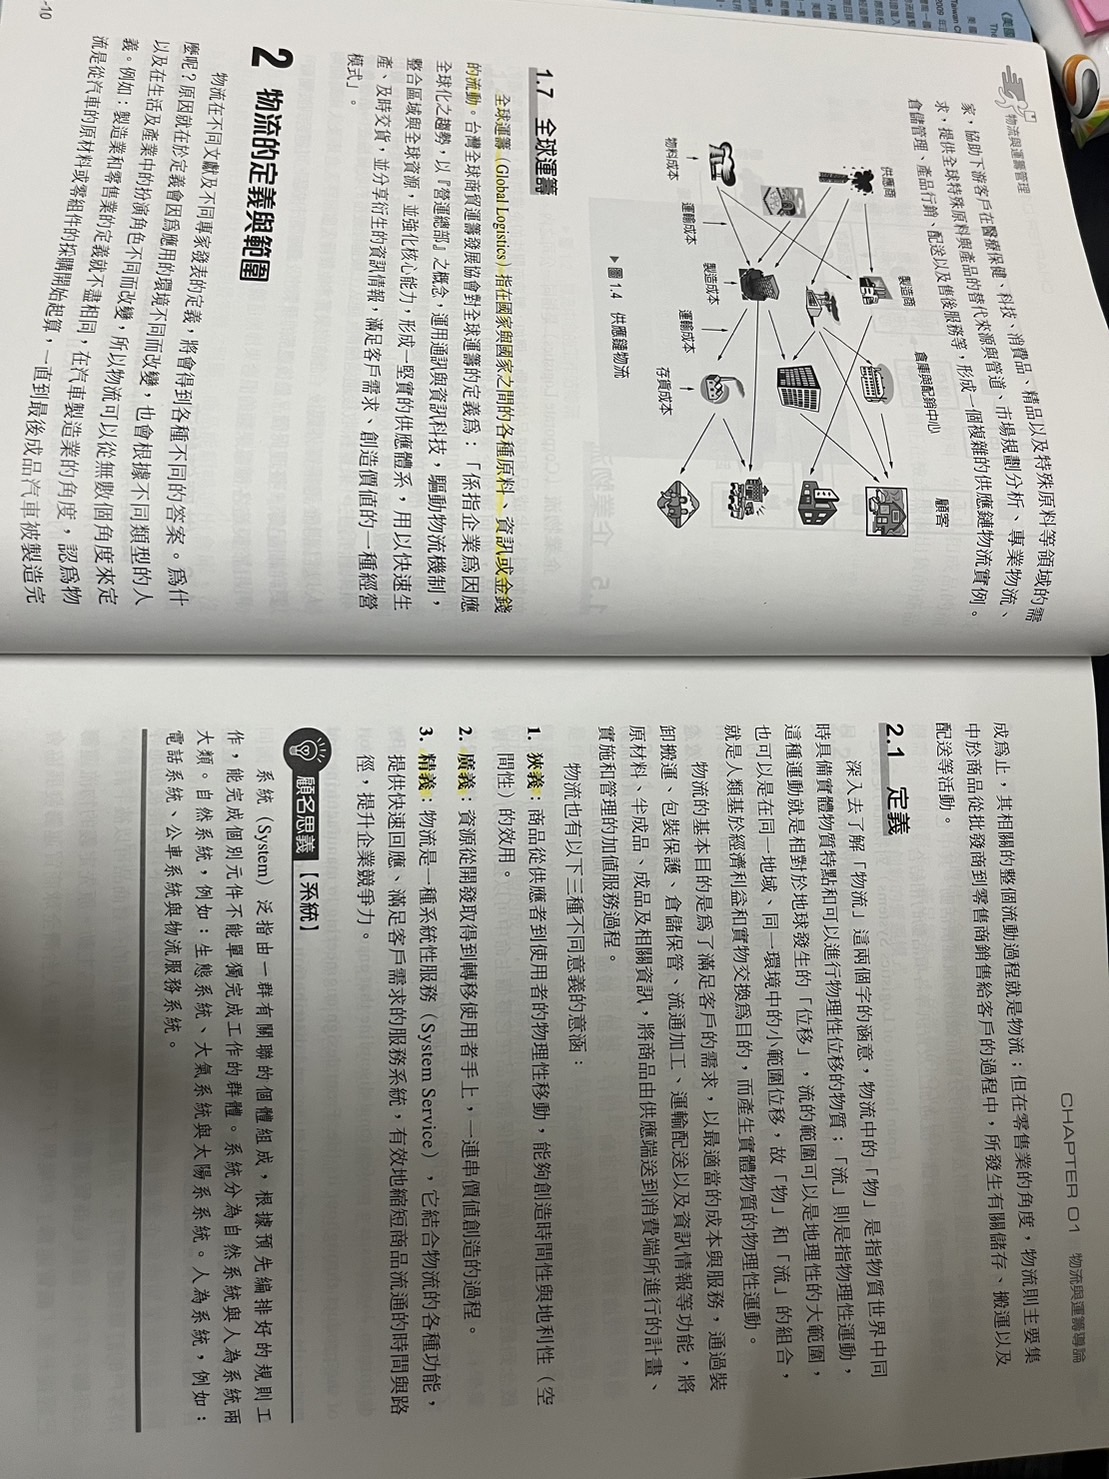 物流與運籌管理
家，協助下游客戶在醫療保健、科技、消費品、精品以及特殊原料等領域的需
求，提供全球特殊原料與產品的替代來源與管道、市場規劃分析、專業物流、
倉儲管理、產品行銷、配送以及售後服務等，形成一個複雜的供應鏈物流實例。
供應商
製造商
倉庫與配銷中心
顧客
物料成本
運輸成本
製造成本
運輸成本
存貨成本
▶圖1.4 供應鏈物流
1.7 全球運籌
全球運籌（Global Logistics）指在國家與國家之間的各種原料、資訊或金錢
的流動。台灣全球商貿運籌發展協會對全球運籌的定義為：「係指企業為因應
全球化之趨勢，以『營運總部』之概念，運用通訊與資訊科技，驅動物流機制，
整合區域與全球資源，並強化核心能力，形成一堅實的供應體系，用以快速生
產、及時交貨，並分享衍生的資訊情報，滿足客戶需求、創造價值的一種經營
模式」。
2 物流的定義與範圍
物流在不同文獻及不同專家發表的定義，將會得到各種不同的答案。為什
麼呢？原因就在於定義會因為應用的環境不同而改變，也會根據不同類型的人
以及在生活及產業中的扮演角色不同而改變，所以物流可以從無數個角度來定
義。例如：製造業和零售業的定義就不盡相同，在汽車製造業的角度，認為物
流是從汽車的原材料或零組件的採購開始起算，一直到最後成品汽車被製造完
-10
CHAPTER 01 物流與運籌導論
成為止，其相關的整個流動過程就是物流；但在零售業的角度，物流則主要集
中於商品從批發商到零售商銷售給客戶的過程中，所發生有關儲存、搬運以及
配送等活動。
2.1 定義
深入去了解「物流」這兩個字的涵意，物流中的「物」是指物質世界中同
時具備實體物質特點和可以進行物理性位移的物質；「流」則是指物理性運動，
這種運動就是相對於地球發生的「位移」，流的範圍可以是地理性的大範圍，
也可以是在同一地域、同一環境中的小範圍位移，故「物」和「流」的組合，
就是人類基於經濟利益和實物交換為目的，而產生實體物質的物理性運動。
物流的基本目的是為了滿足客戶的需求，以最適當的成本與服務，通過裝
卸搬運、包裝保護、倉儲保管、流通加工、運輸配送以及資訊情報等功能，將
原材料、半成品、成品及相關資訊，將商品由供應端送到消費端所進行的計畫、
實施和管理的加值服務過程。
物流也有以下三種不同意義的意涵：
1. 狹義：商品從供應者到使用者的物理性移動，能夠創造時間性與地利性（空
間性）的效用。
2. 廣義：資源從開發取得到轉移使用者手上，一連串價值創造的過程。
3. 精義：物流是一種系統性服務（System Service），它結合物流的各種功能，
提供快速回應、滿足客戶需求的服務系統，有效地縮短商品流通的時間與路
徑，提升企業競爭力。
顧名思義【系統】
系統（System）泛指由一群有關聯的個體組成，根據預先編排好的規則工
作，能完成個別元件不能單獨完成工作的群體。系統分為自然系統與人為系統兩
大類。自然系統，例如：生態系統、大氣系統與太陽系系統。人為系統，例如：
電話系統、公車系統與物流服務系統。